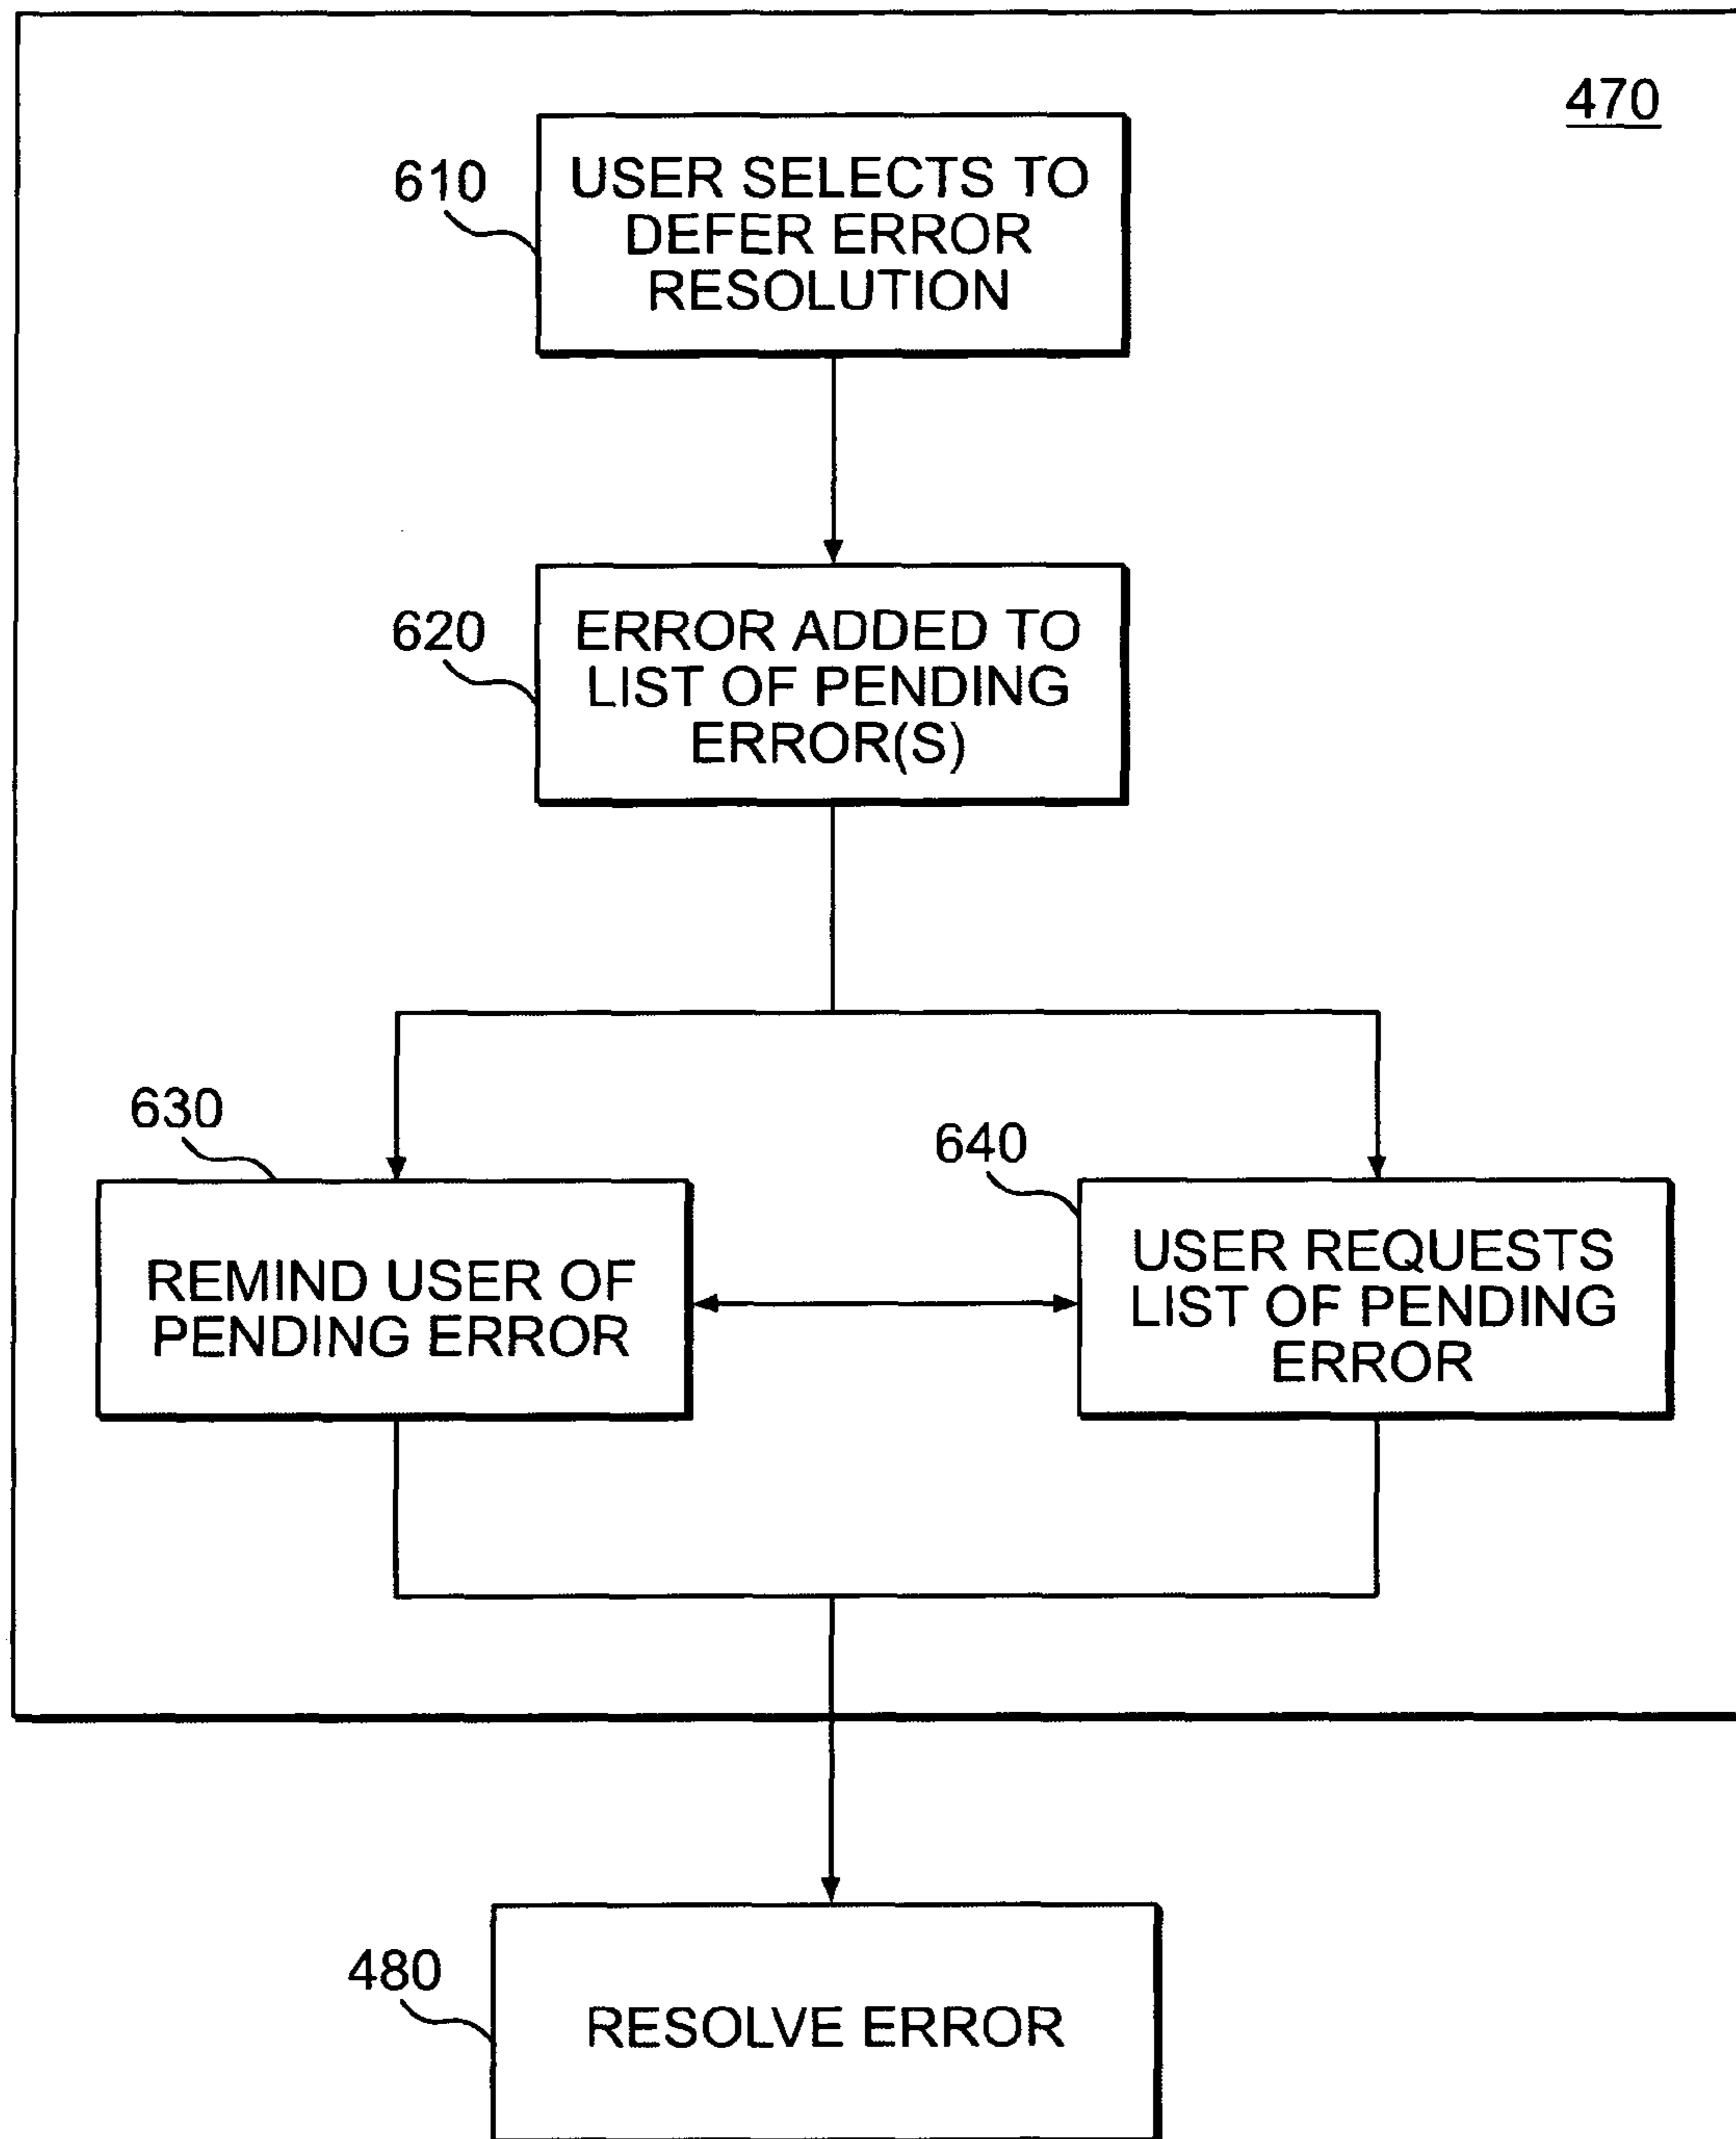 470
610
USER SELECTS TO
DEFER ERROR
RESOLUTION
620
ERROR ADDED TO
LIST OF PENDING
ERROR(S)
630
REMIND USER OF
PENDING ERROR
640
USER REQUESTS
LIST OF PENDING
ERROR
480
RESOLVE ERROR